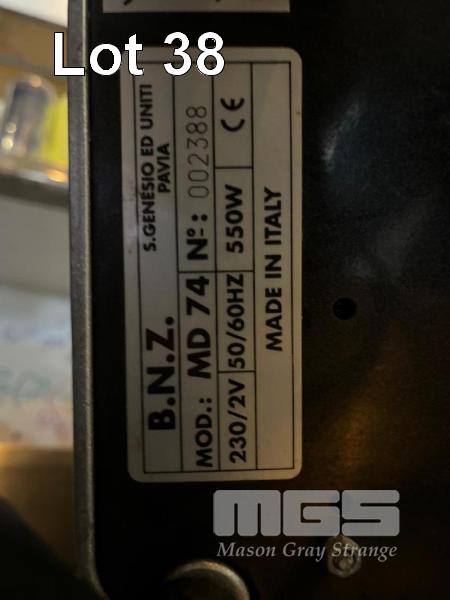 Lot 38
B.N.Z. S.GENESIO ED UNITI
PAVIA
MOD.: MD 74 N°: 002388
230/2V 50/60HZ 550W CE
MADE IN ITALY
MGS
Mason Gray Strange